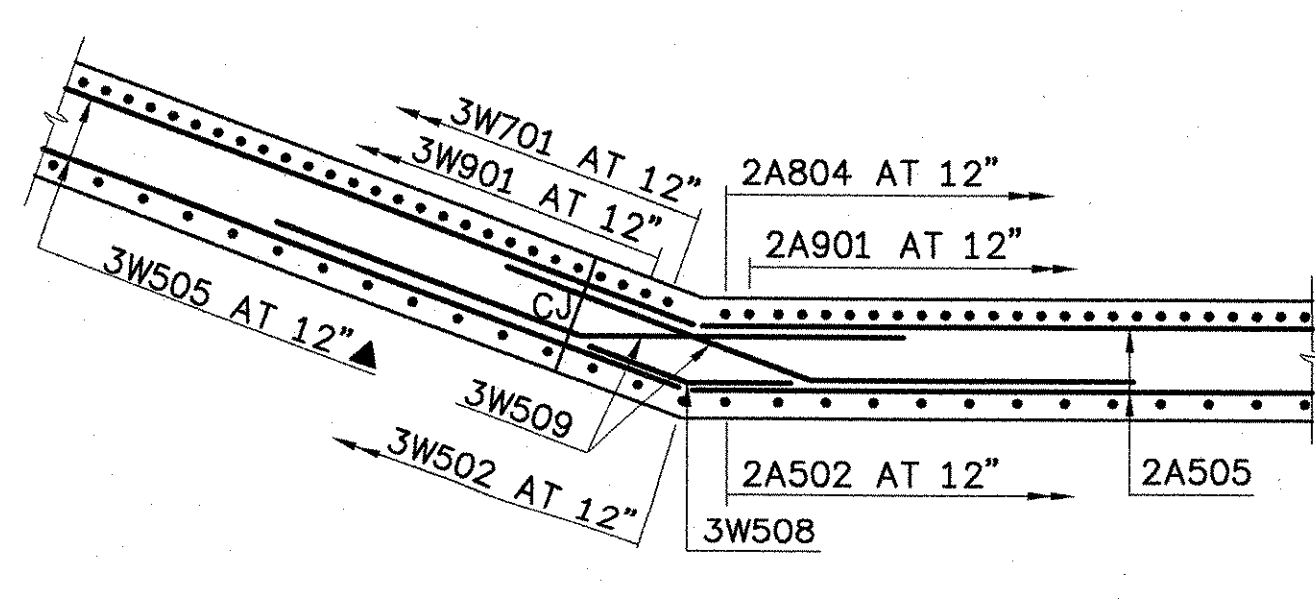 3W701 AT 12"
3W901 AT 12"
2A804 AT 12"
2A901 AT 12"
CJ
3W505 AT 12"
3W509
3W502 AT 12"
2A502 AT 12"
2A505
3W508